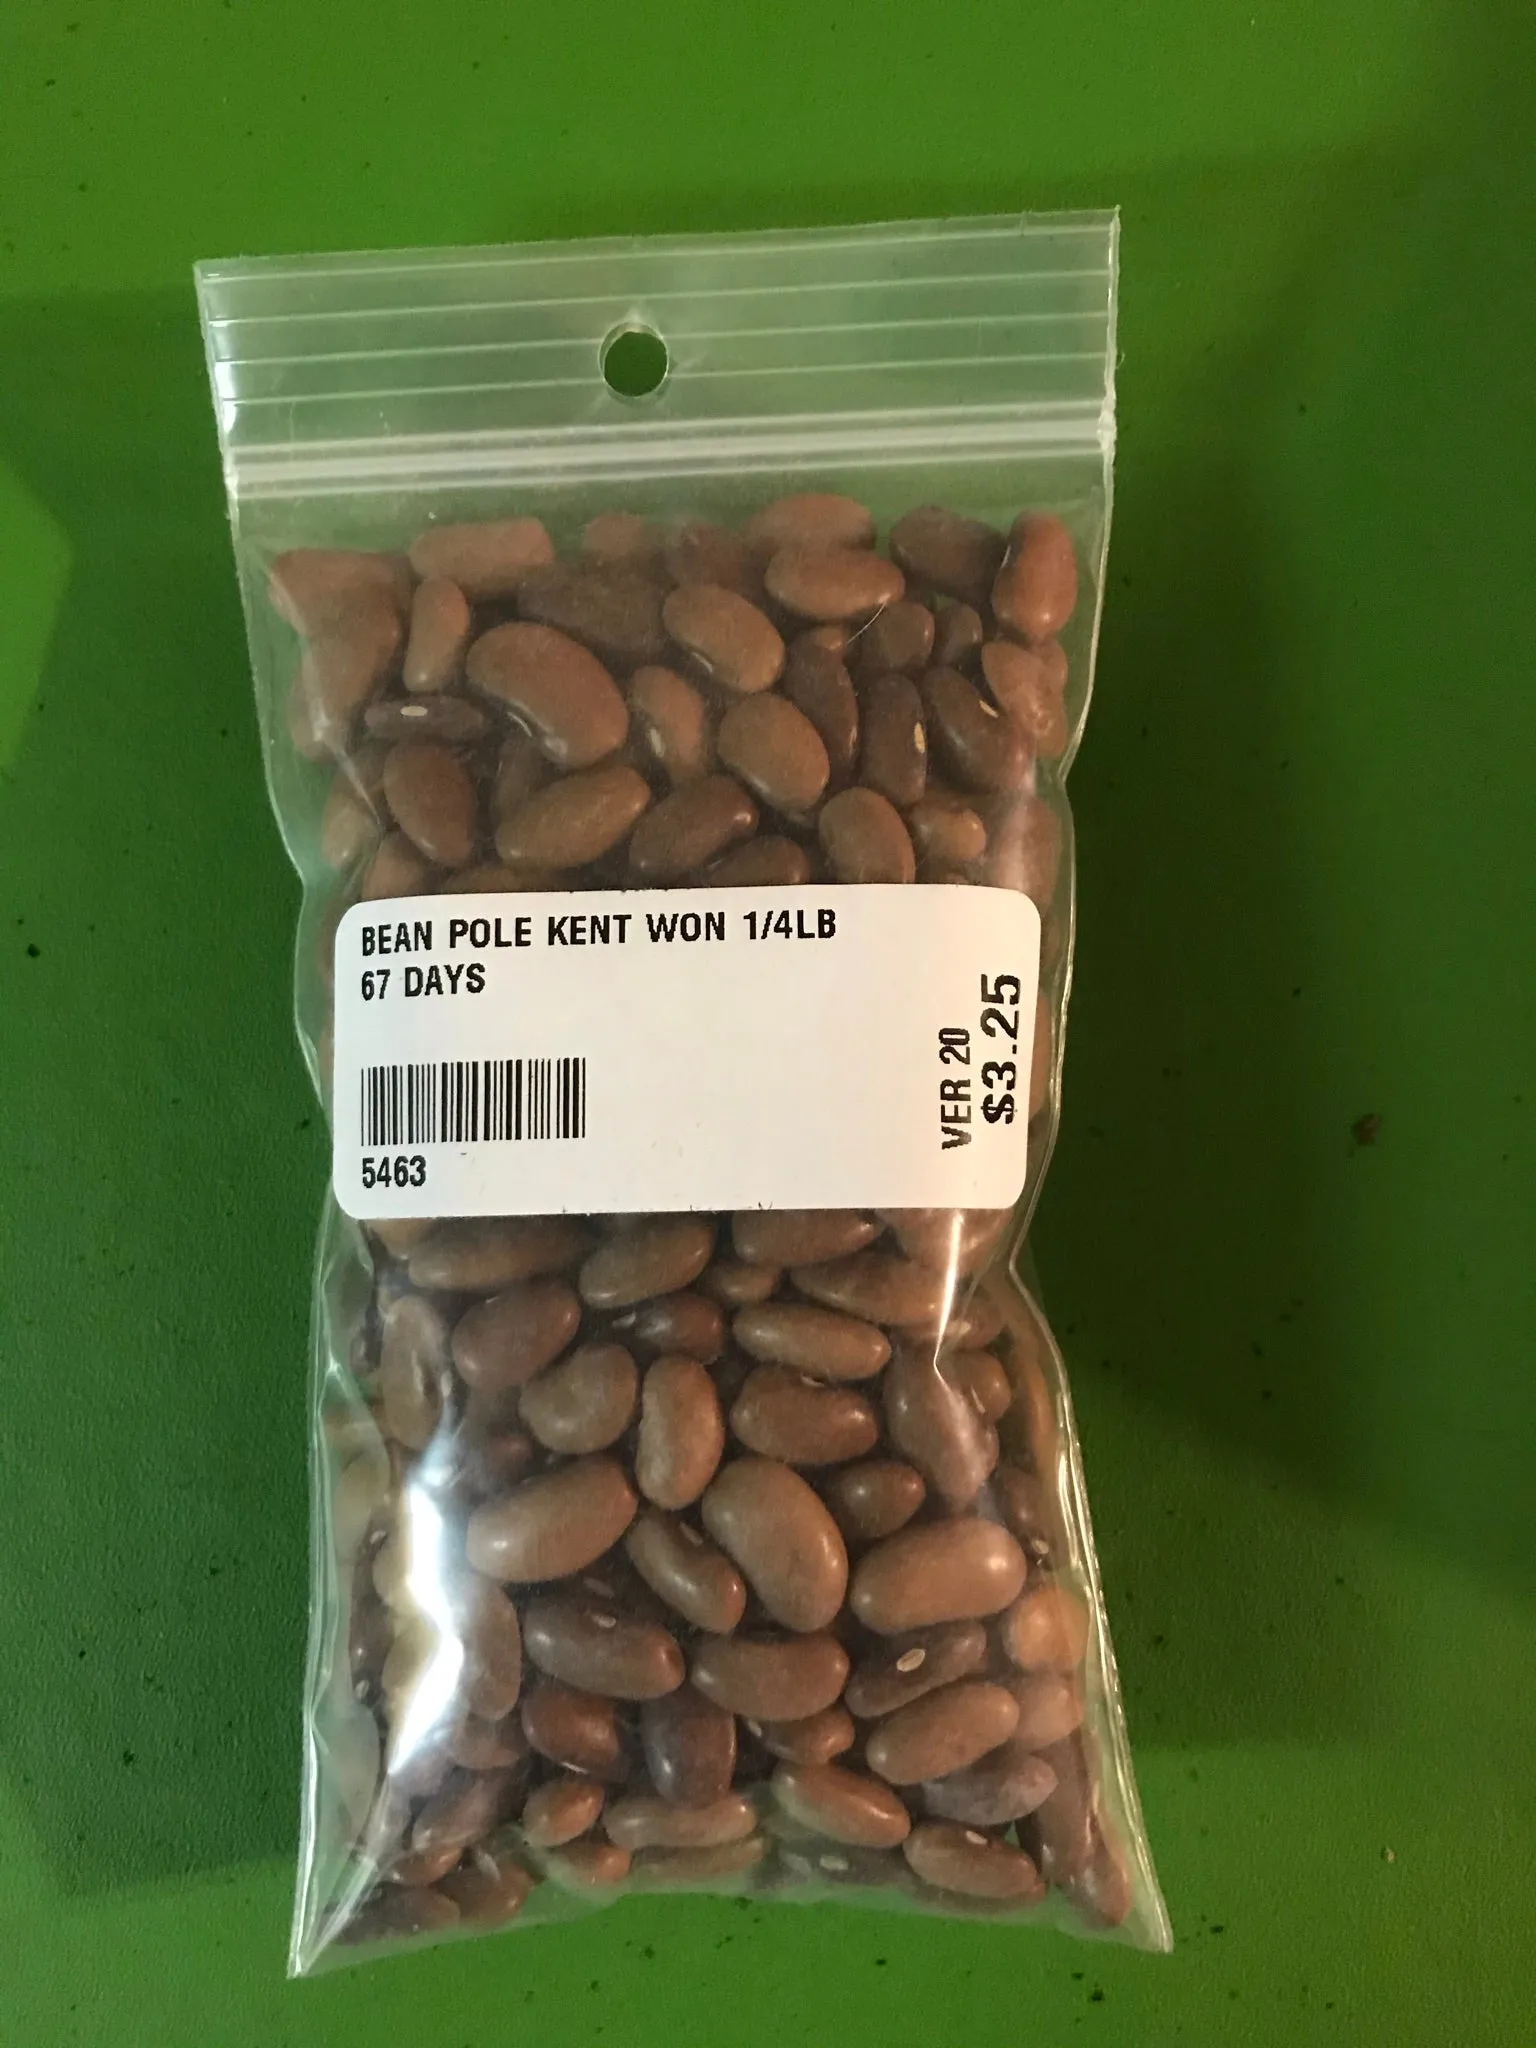 BEAN POLE KENT WON 1/4LB
67 DAYS
5463
VER 20
$3.25